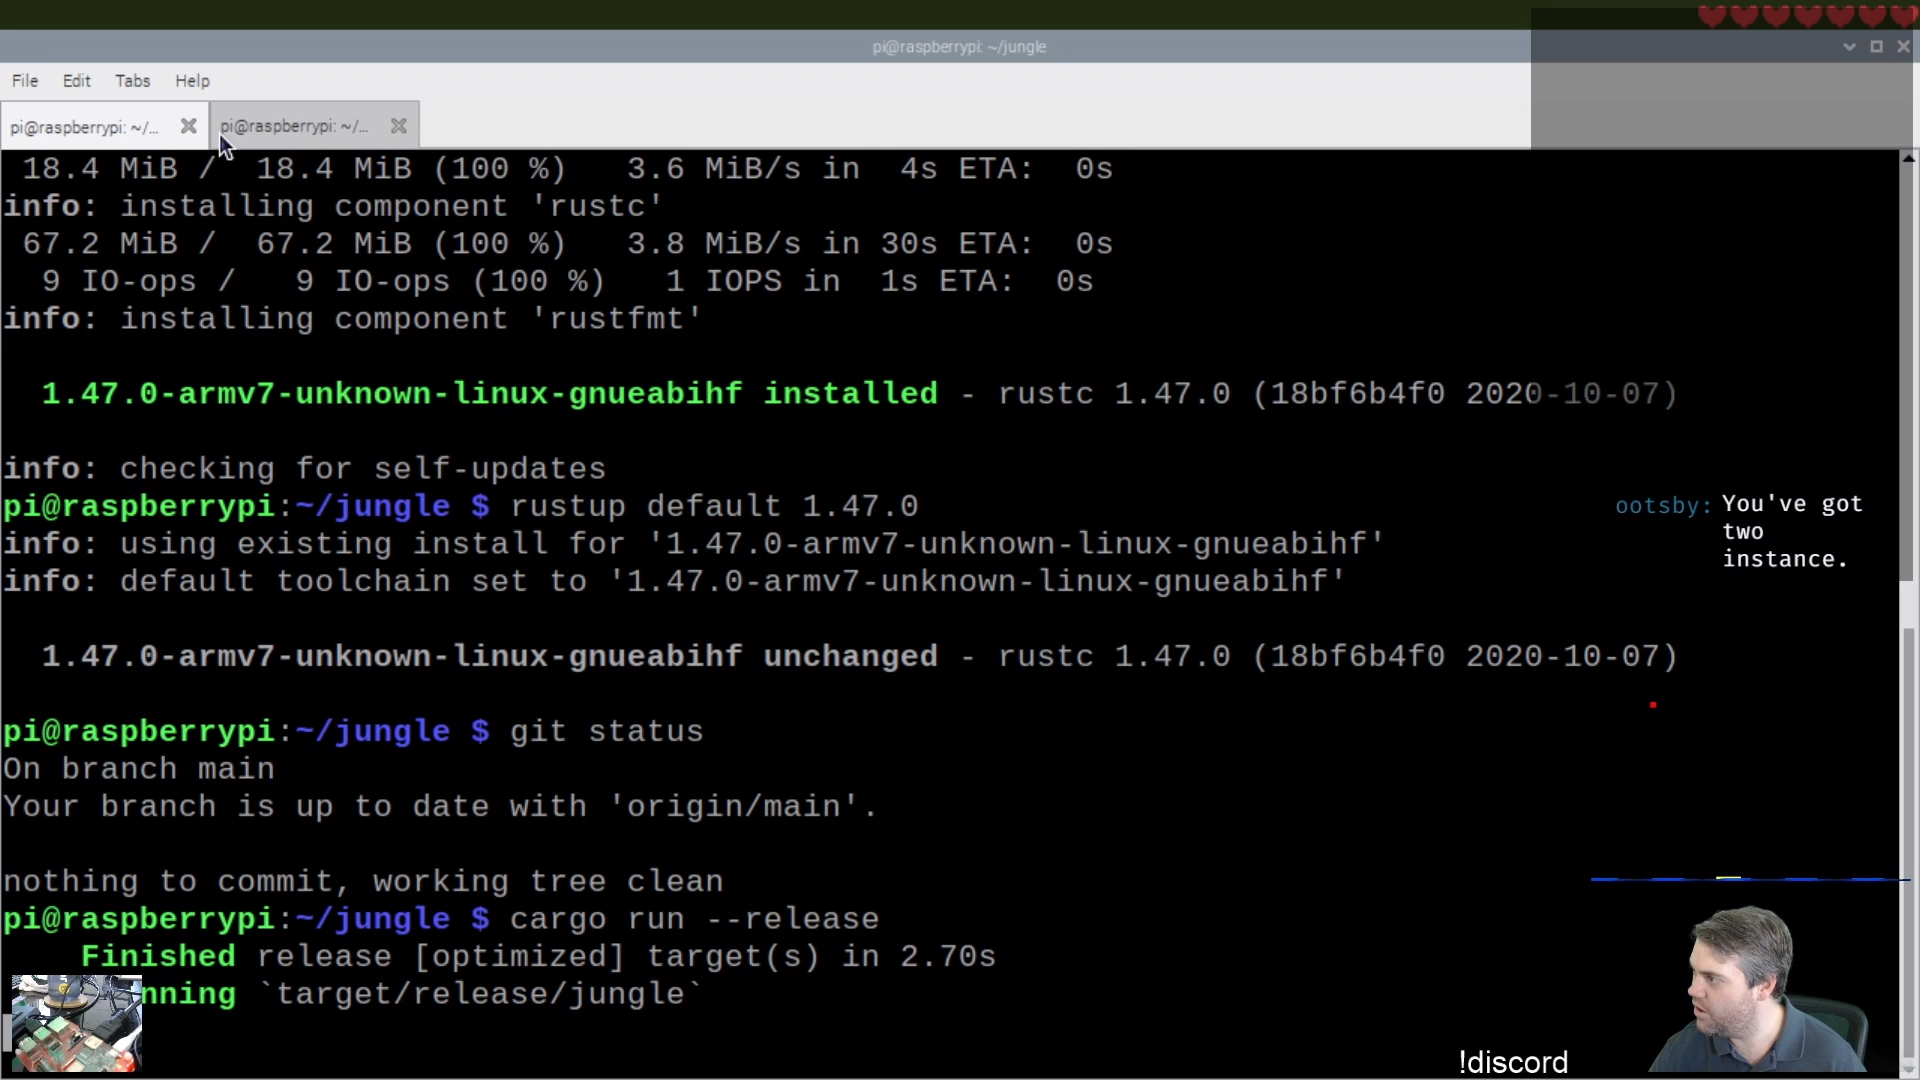 pi@raspberrypi: ~/jungle
File Edit Tabs Help
pi@raspberrypi: ~/... pi@raspberrypi: ~/...
18.4 MiB / 18.4 MiB (100 %) 3.6 MiB/s in 4s ETA: 0s
info: installing component 'rustc'
67.2 MiB / 67.2 MiB (100 %) 3.8 MiB/s in 30s ETA: 0s
9 IO-ops / 9 IO-ops (100 %) 1 IOPS in 1s ETA: 0s
info: installing component 'rustfmt'
1.47.0-armv7-unknown-linux-gnueabihf installed - rustc 1.47.0 (18bf6b4f0 2020-10-07)
info: checking for self-updates
pi@raspberrypi:~/jungle $ rustup default 1.47.0
info: using existing install for '1.47.0-armv7-unknown-linux-gnueabihf'
info: default toolchain set to '1.47.0-armv7-unknown-linux-gnueabihf'
1.47.0-armv7-unknown-linux-gnueabihf unchanged - rustc 1.47.0 (18bf6b4f0 2020-10-07)
pi@raspberrypi:~/jungle $ git status
On branch main
Your branch is up to date with 'origin/main'.
nothing to commit, working tree clean
pi@raspberrypi:~/jungle $ cargo run --release
Finished release [optimized] target(s) in 2.70s
nning `target/release/jungle`
ootsby: You've got
two
instance.
!discord